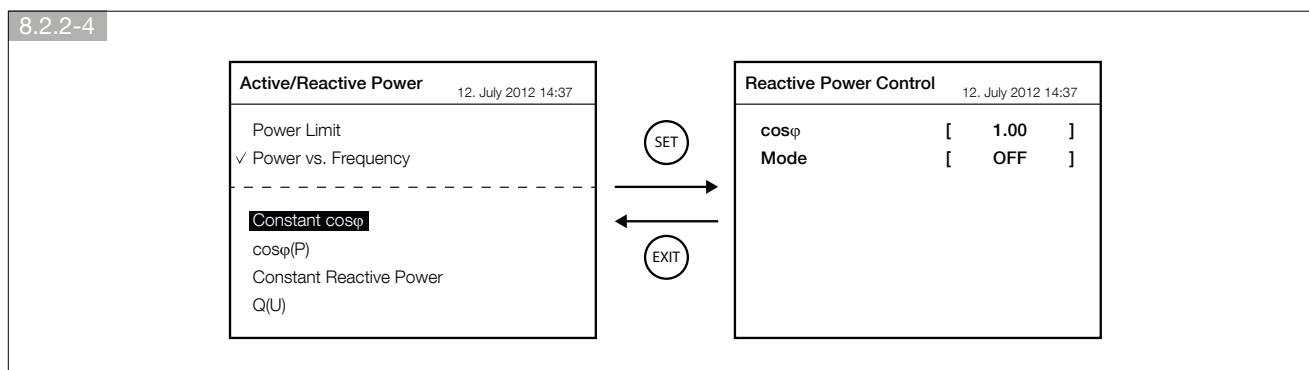 8.2.2-4
Active/Reactive Power 12. July 2012 14:37
Power Limit
✓ Power vs. Frequency
Constant cosφ
cosφ(P)
Constant Reactive Power
Q(U)
SET
EXIT
Reactive Power Control 12. July 2012 14:37
cosφ [ 1.00 ]
Mode [ OFF ]